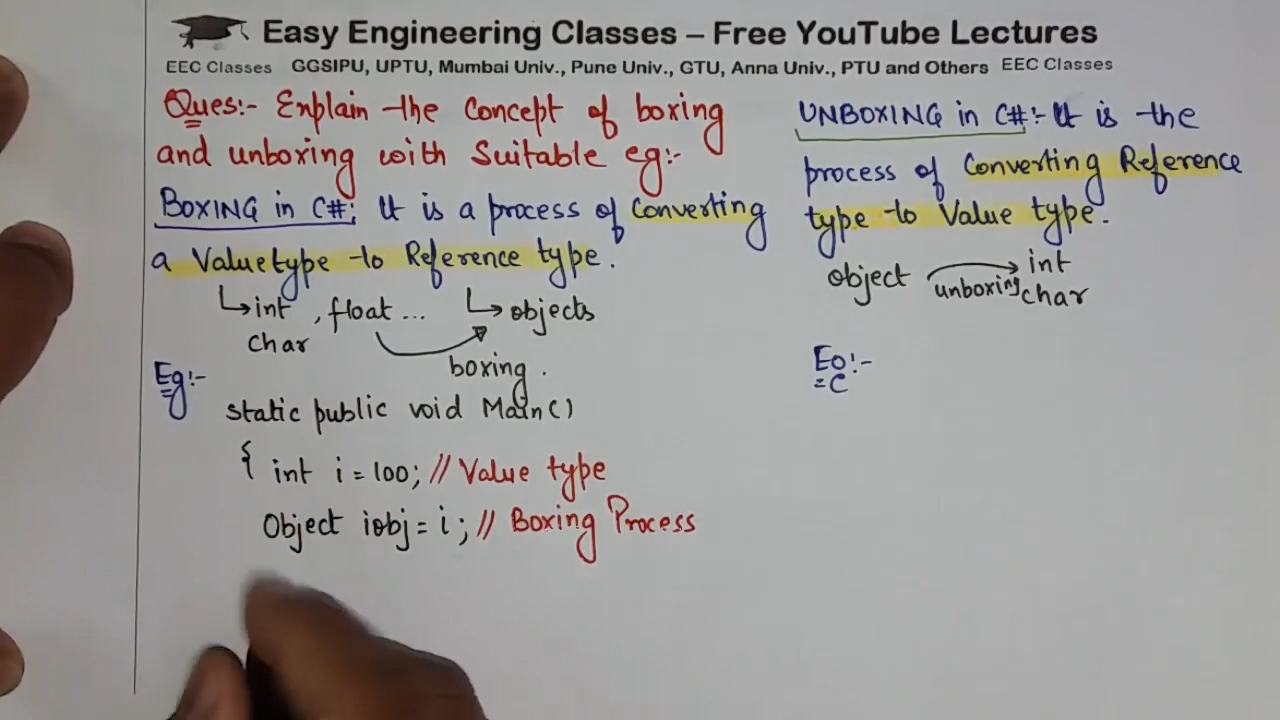 Easy Engineering Classes – Free YouTube Lectures
EEC Classes GGSIPU, UPTU, Mumbai Univ., Pune Univ., GTU, Anna Univ., PTU and Others EEC Classes
Ques:- Explain the Concept of boxing
and unboxing with Suitable eg:-
BOXING in C#: It is a process of Converting
a Valuetype to Reference type.
int, float ... objects
Char
boxing.
Eg:-
static public void Main()
{ int i = 100; // Value type
Object iobj = i; // Boxing Process
UNBOXING in C#:- It is the
process of Converting Reference
type to Value type.
object int
unboxing char